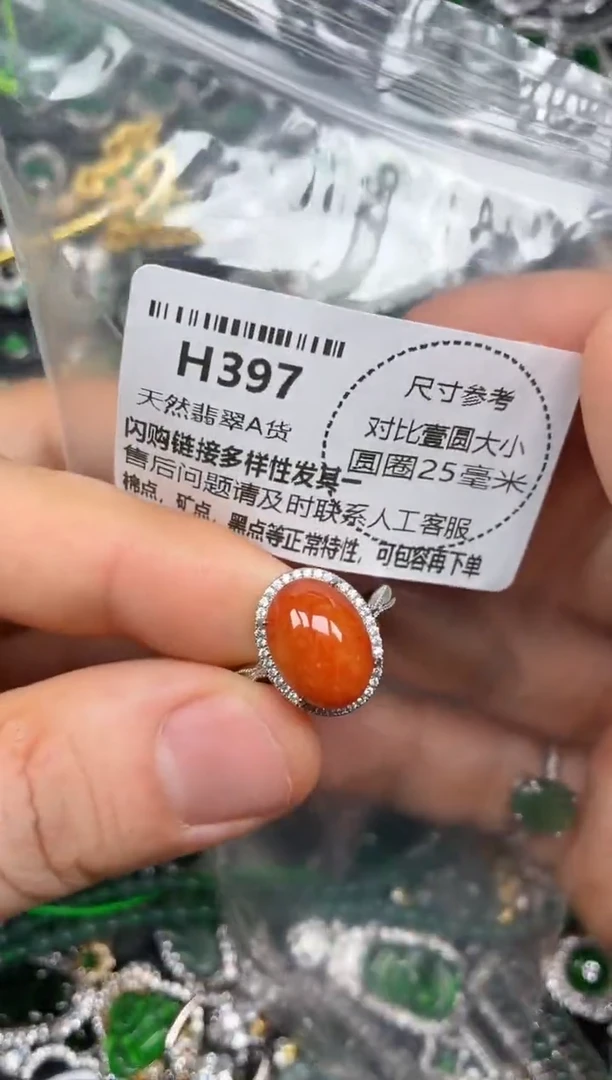 H397
天然翡翠A货
尺寸参考
对比壹圆大小
圆圈25毫米
闪购链接多样性发其一
售后问题请及时联系人工客服
棉点，矿点，黑点等正常特性，可包容再下单